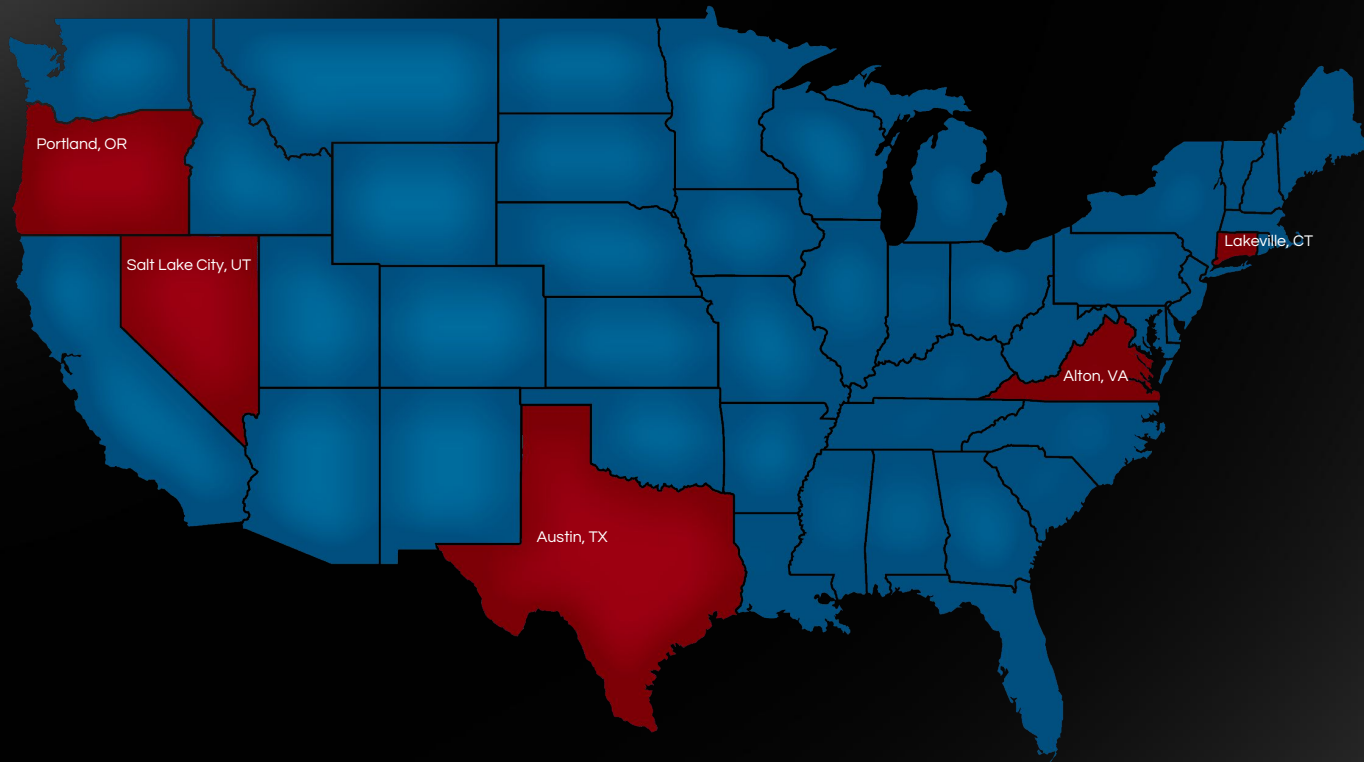 Portland, OR
Lakeville, CT
Salt Lake City, UT
Alton, VA
Austin, TX